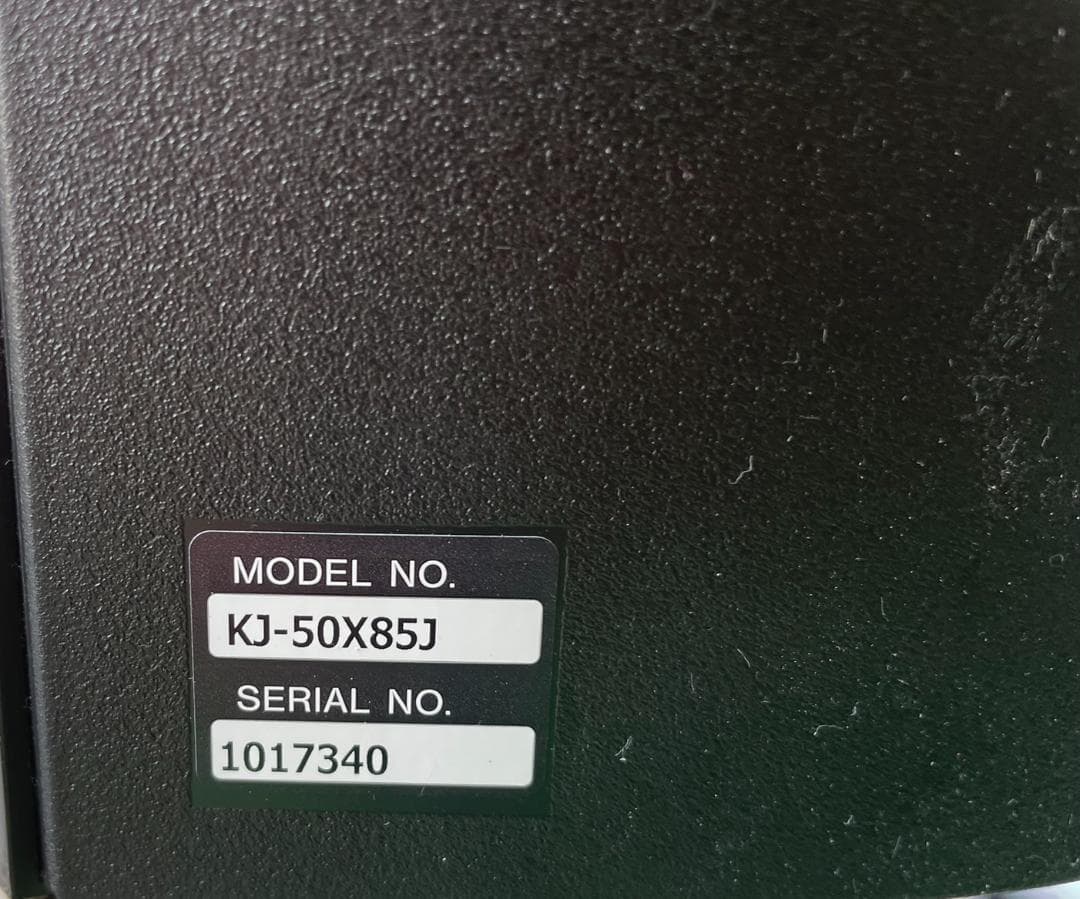 MODEL NO.
KJ-50X85J
SERIAL NO.
1017340